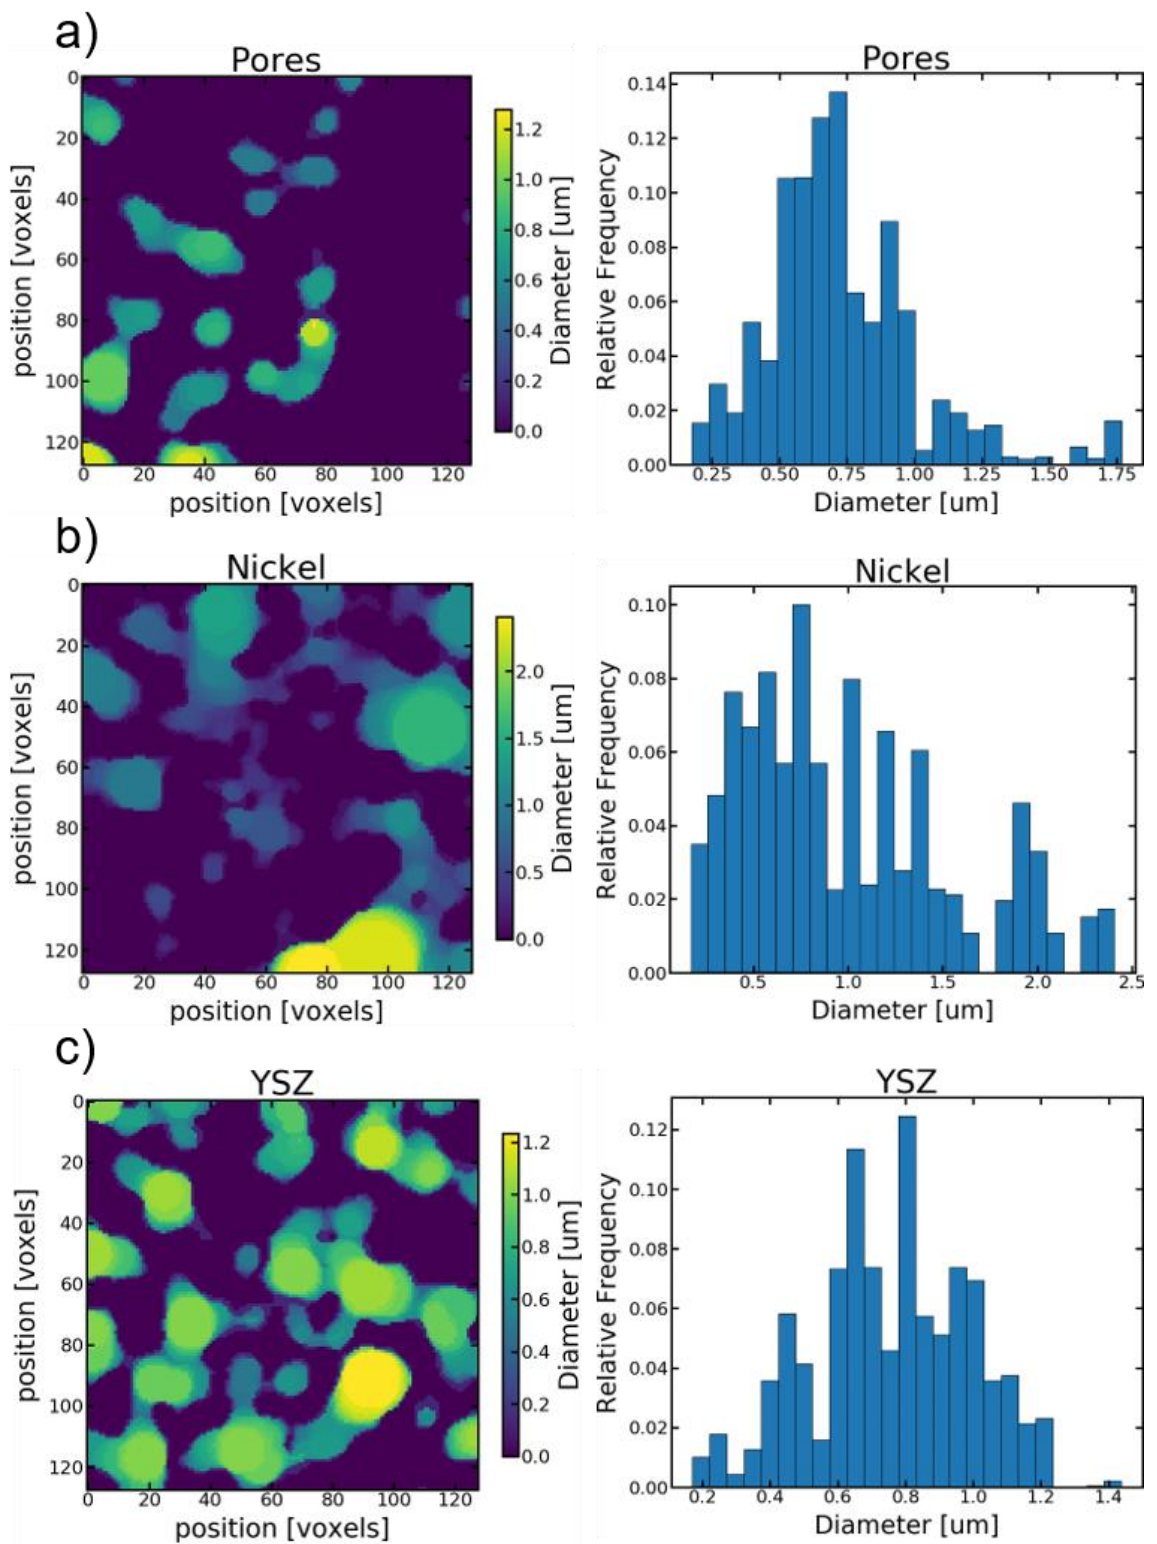 a)
Pores
0
20
40
60
80
100
120
position [voxels]
0 20 40 60 80 100 120
position [voxels]
1.2
1.0
0.8
0.6
0.4
0.2
0.0
Diameter [um]
Pores
0.14
0.12
0.10
0.08
0.06
0.04
0.02
0.00
Relative Frequency
0.25 0.50 0.75 1.00 1.25 1.50 1.75
Diameter [um]
b)
Nickel
0
20
40
60
80
100
120
position [voxels]
0 20 40 60 80 100 120
position [voxels]
2.0
1.5
1.0
0.5
0.0
Diameter [um]
Nickel
0.10
0.08
0.06
0.04
0.02
0.00
Relative Frequency
0.5 1.0 1.5 2.0 2.5
Diameter [um]
c)
YSZ
0
20
40
60
80
100
120
position [voxels]
0 20 40 60 80 100 120
position [voxels]
1.2
1.0
0.8
0.6
0.4
0.2
0.0
Diameter [um]
YSZ
0.12
0.10
0.08
0.06
0.04
0.02
0.00
Relative Frequency
0.2 0.4 0.6 0.8 1.0 1.2 1.4
Diameter [um]